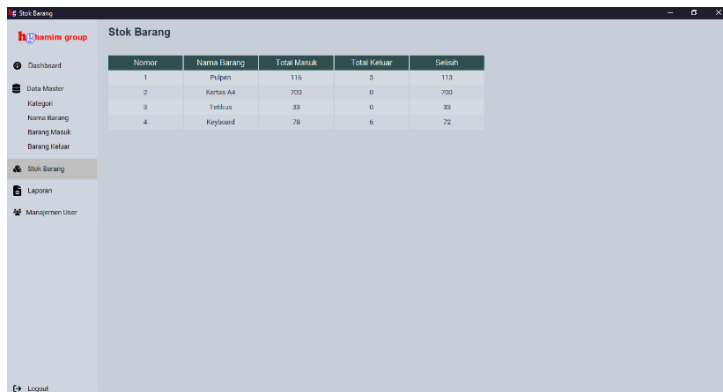 Stok Barang
hg hamim group
Dashboard
Data Master
Kategori
Nama Barang
Barang Masuk
Barang Keluar
Stok Barang
Laporan
Manajemen User
Logout
Stok Barang
Nomor Nama Barang Total Masuk Total Keluar Selisih
1 Pulpen 116 3 113
2 Kertas A4 700 0 700
3 Tetikus 33 0 33
4 Keyboard 78 6 72